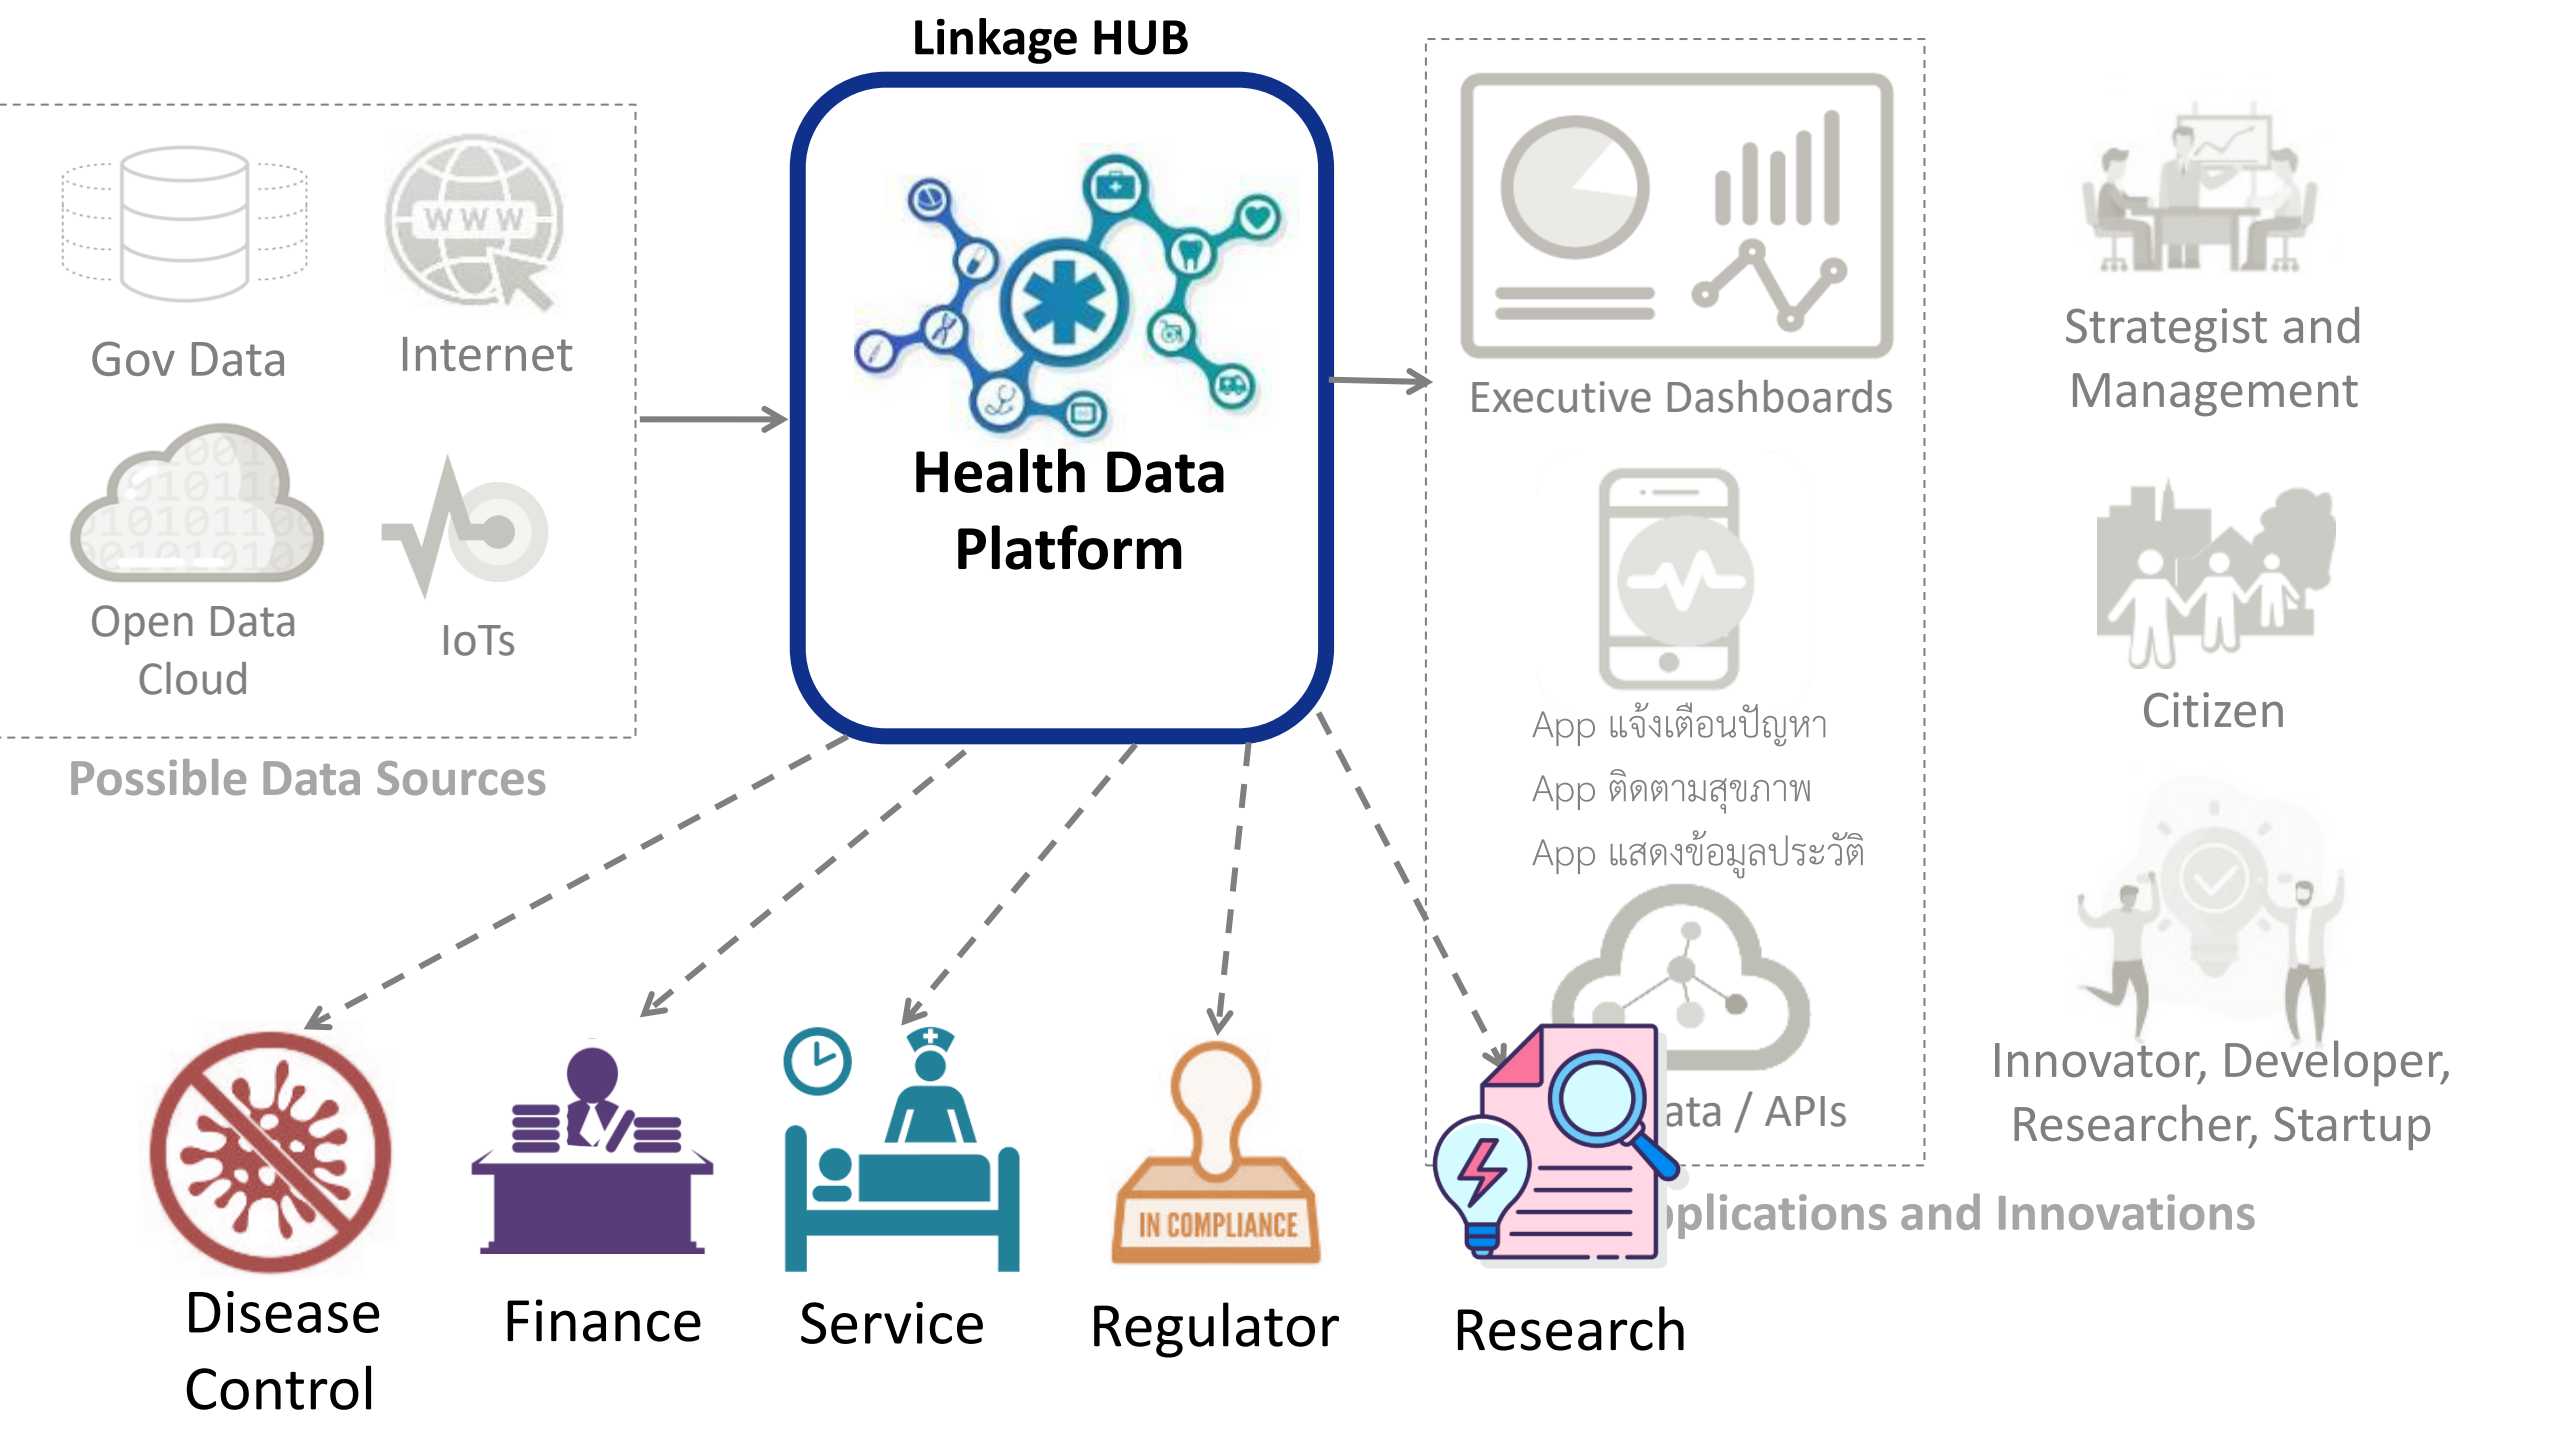 Linkage HUB
WWW
Gov Data
Internet
Open Data
Cloud
IoTs
Possible Data Sources
Health Data
Platform
Executive Dashboards
App แจ้งเตือนปัญหา
App ติดตามสุขภาพ
App แสดงข้อมูลประวัติ
ata / APIs
plications and Innovations
Strategist and
Management
Citizen
Innovator, Developer,
Researcher, Startup
Disease
Control
Finance
Service
IN COMPLIANCE
Regulator
Research